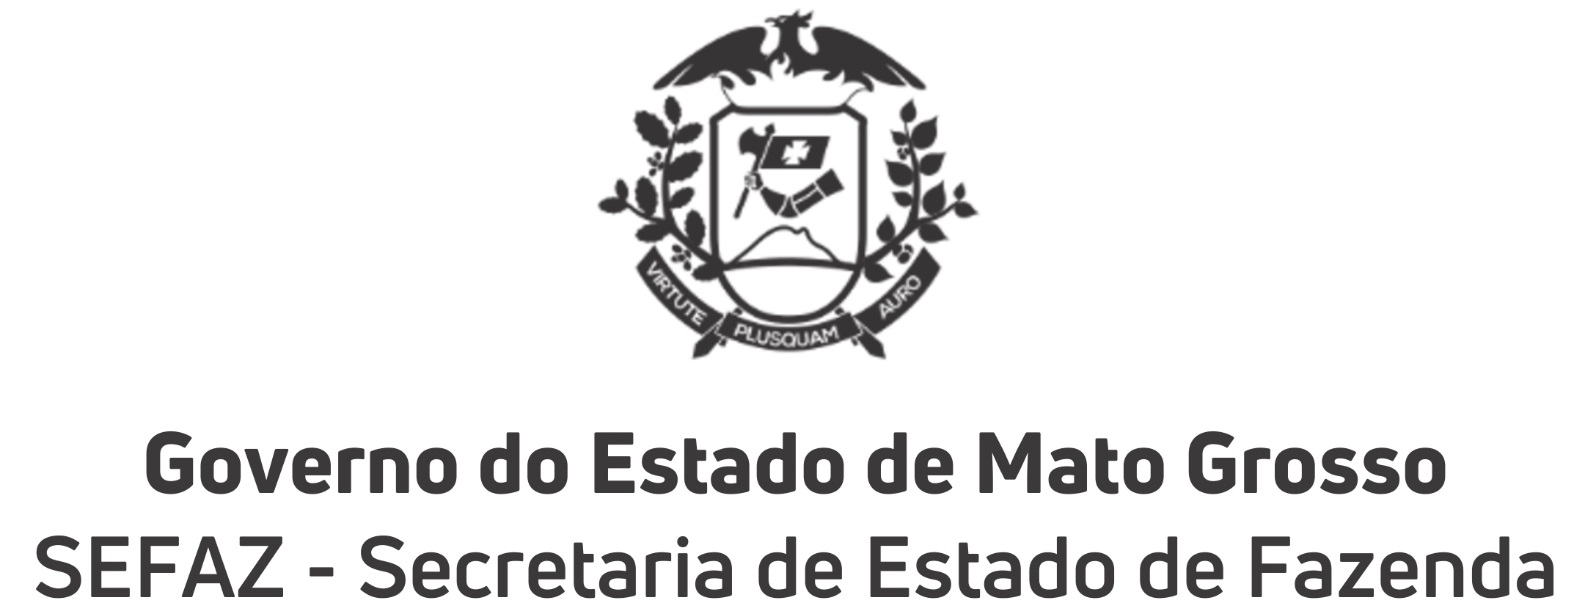 VIRTUTE PLUSQUAM AURO
Governo do Estado de Mato Grosso
SEFAZ - Secretaria de Estado de Fazenda